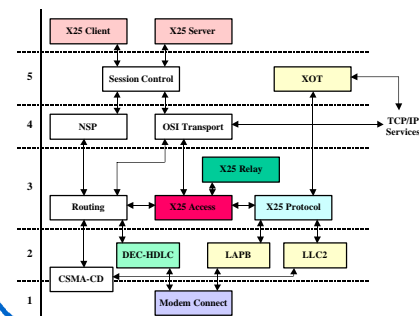 X25 Client
X25 Server
5
Session Control
XOT
4
NSP
OSI Transport
TCP/IP
Services
3
X25 Relay
Routing
X25 Access
X25 Protocol
2
DEC-HDLC
LAPB
LLC2
CSMA-CD
1
Modem Connect